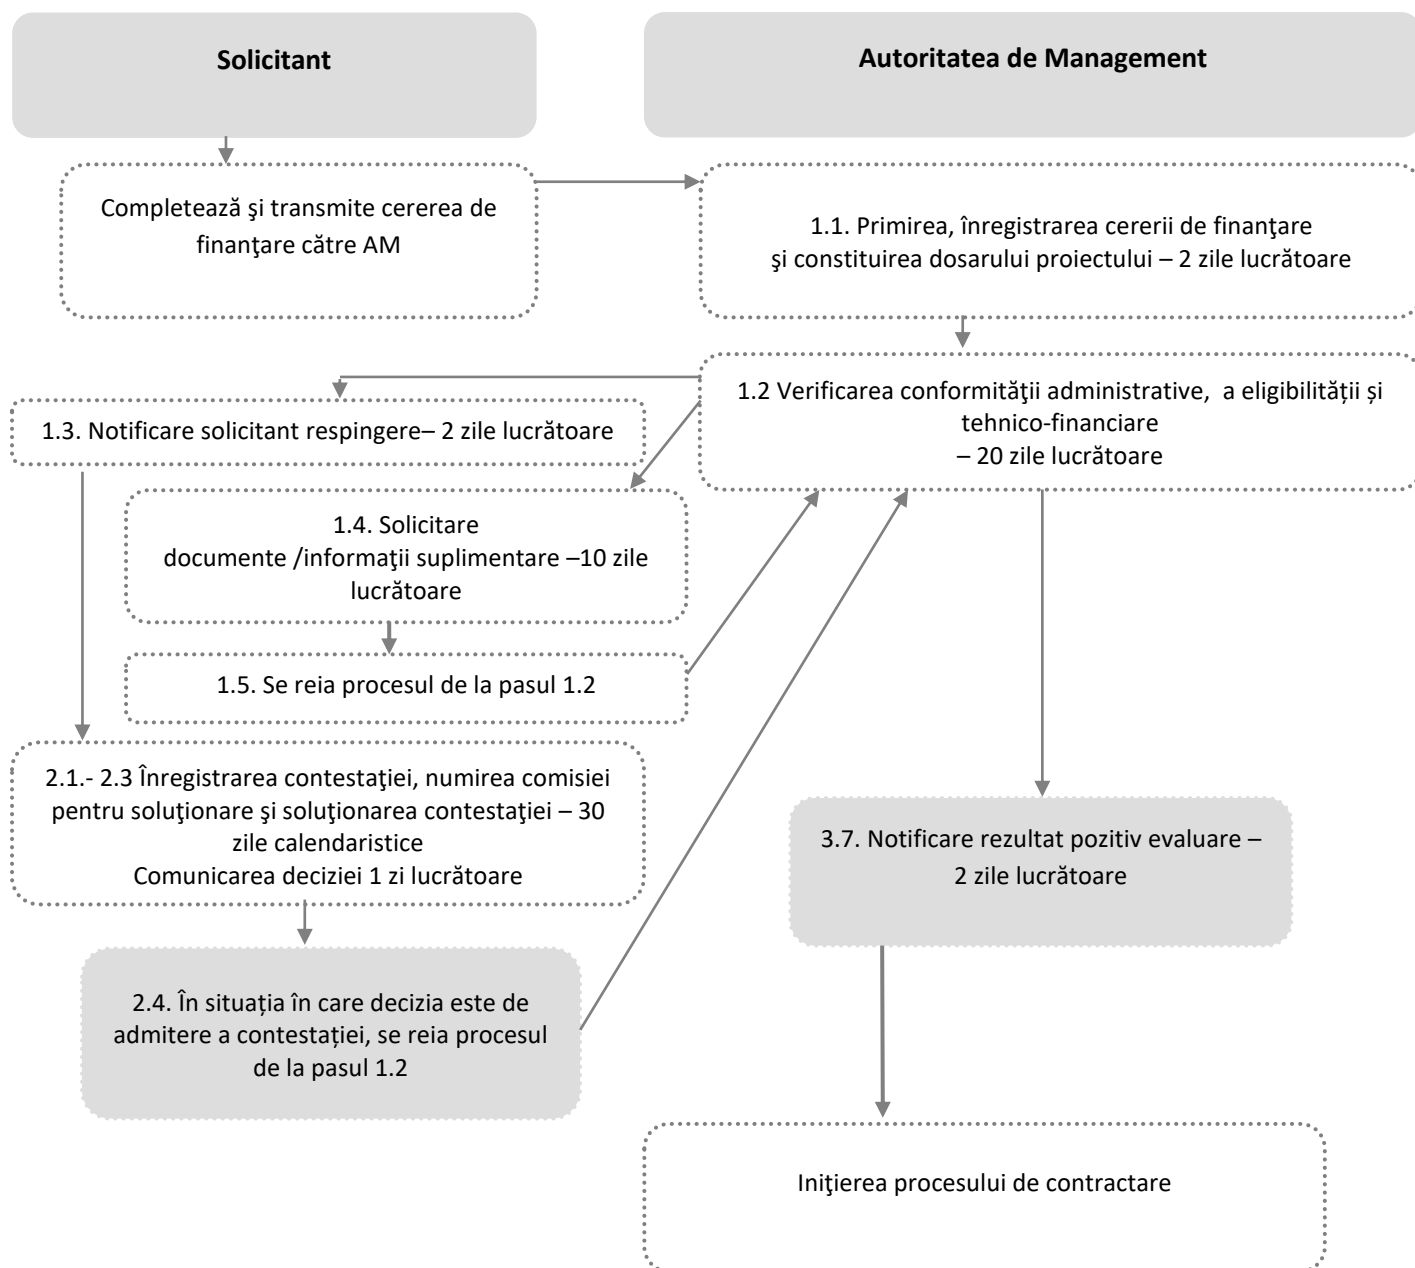 Solicitant
Autoritatea de Management
Completează şi transmite cererea de
finanţare către AM
1.1. Primirea, înregistrarea cererii de finanţare
şi constituirea dosarului proiectului – 2 zile lucrătoare
1.2 Verificarea conformităţii administrative, a eligibilității și
tehnico-financiare
– 20 zile lucrătoare
1.3. Notificare solicitant respingere– 2 zile lucrătoare
1.4. Solicitare
documente /informaţii suplimentare –10 zile
lucrătoare
1.5. Se reia procesul de la pasul 1.2
2.1.- 2.3 Înregistrarea contestaţiei, numirea comisiei
pentru soluţionare şi soluţionarea contestaţiei – 30
zile calendaristice
Comunicarea deciziei 1 zi lucrătoare
3.7. Notificare rezultat pozitiv evaluare –
2 zile lucrătoare
2.4. În situația în care decizia este de
admitere a contestației, se reia procesul
de la pasul 1.2
Iniţierea procesului de contractare